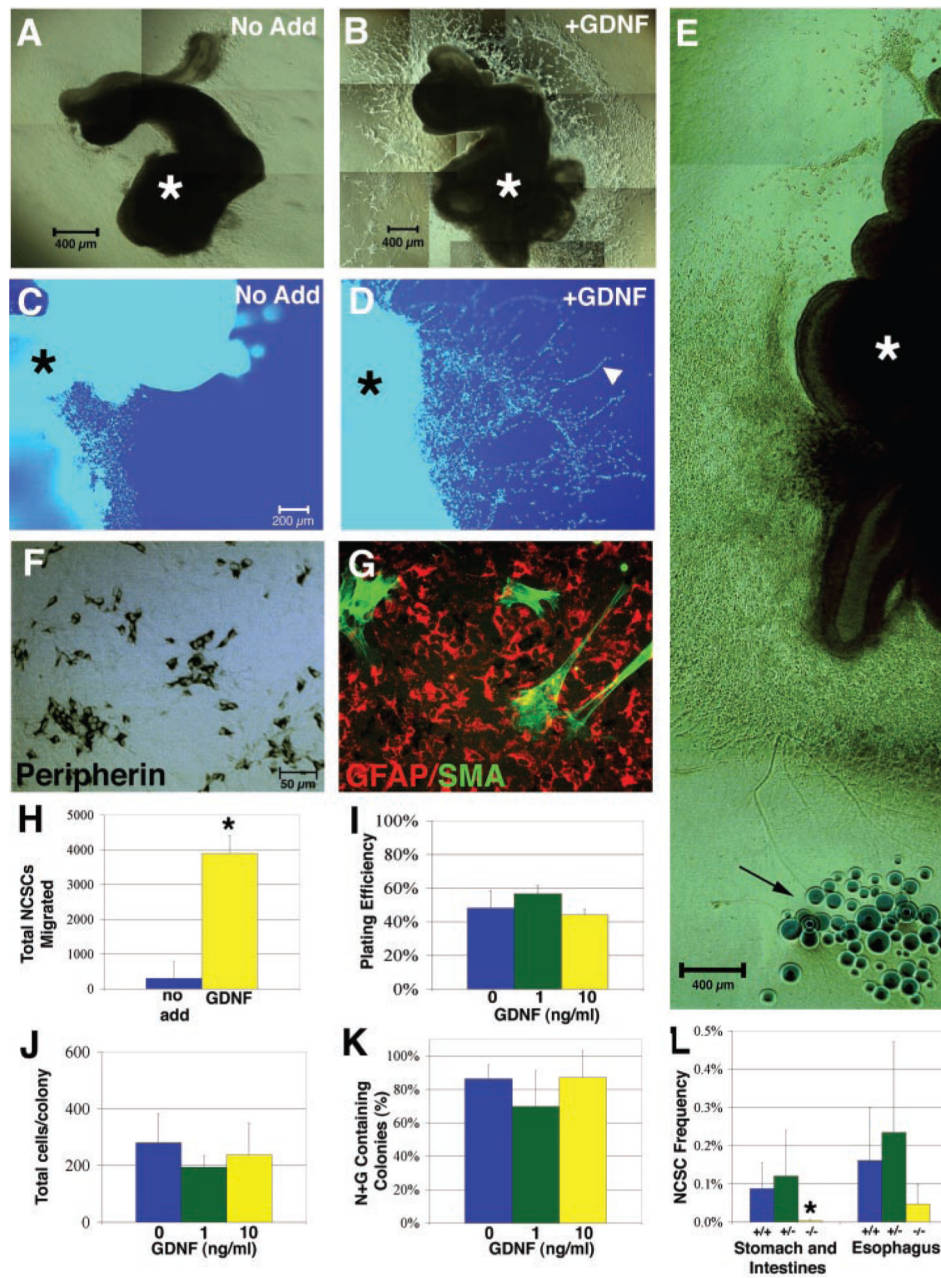 A No Add
400 µm
B +GDNF
400 µm
E
C No Add
200 µm
D +GDNF
F
Peripherin
50 µm
G
GFAP/SMA
400 µm
H
Total NCSCs
Migrated
5000
4000
3000
2000
1000
0
no
add
GDNF
*
I
Plating Efficiency
100%
80%
60%
40%
20%
0%
0 1 10
GDNF (ng/ml)
J
Total cells/colony
600
400
200
0
0 1 10
GDNF (ng/ml)
K
N+G Containing
Colonies (%)
100%
80%
60%
40%
20%
0%
0 1 10
GDNF (ng/ml)
L
NCSC Frequency
0.5%
0.4%
0.3%
0.2%
0.1%
0.0%
*
+/+ +/- -/- +/+ +/- -/-
Stomach and
Intestines
Esophagus